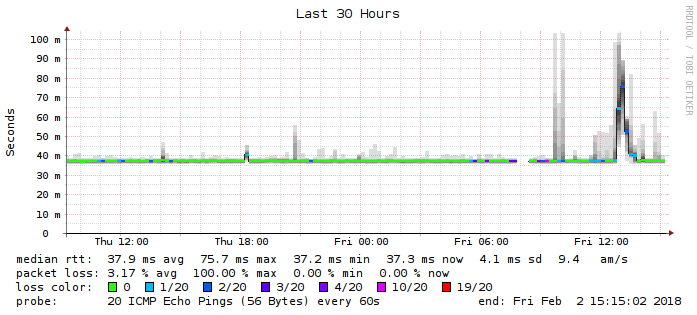 Last 30 Hours
RRDTOOL / TOBI OETIKER
Seconds
100 m
90 m
80 m
70 m
60 m
50 m
40 m
30 m
20 m
10 m
0
Thu 12:00 Thu 18:00 Fri 00:00 Fri 06:00 Fri 12:00
median rtt: 37.9 ms avg 75.7 ms max 37.2 ms min 37.3 ms now 4.1 ms sd 9.4 am/s
packet loss: 3.17 % avg 100.00 % max 0.00 % min 0.00 % now
loss color: 0 1/20 2/20 3/20 4/20 10/20 19/20
probe: 20 ICMP Echo Pings (56 Bytes) every 60s end: Fri Feb 2 15:15:02 2018